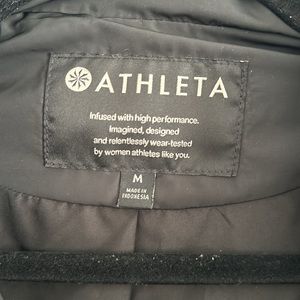 ATHLETA
Infused with high performance.
Imagined, designed
and relentlessly wear-tested
by women athletes like you.
M
MADE IN
INDONESIA